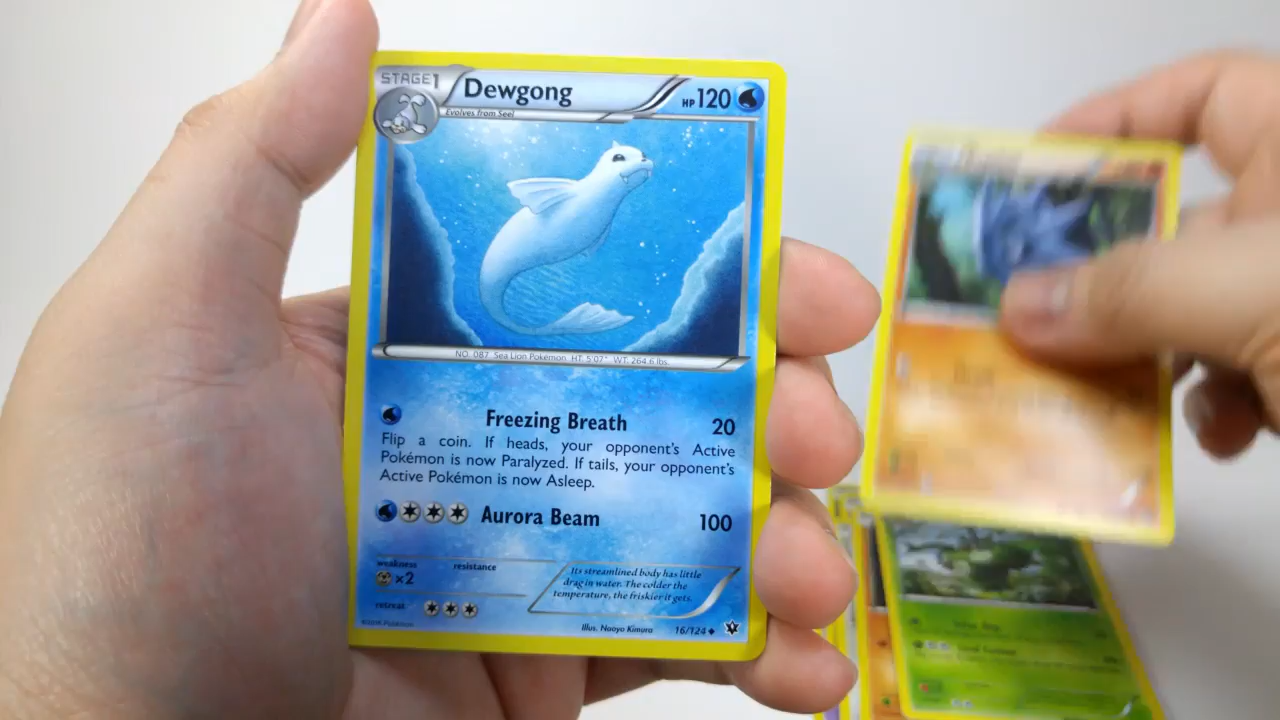 STAGE1
Dewgong
HP 120
Evolves from Seel
NO. 087 Sea Lion Pokémon HT: 5'07" WT: 264.6 lbs.
Freezing Breath 20
Flip a coin. If heads, your opponent's Active
Pokémon is now Paralyzed. If tails, your opponent's
Active Pokémon is now Asleep.
Aurora Beam 100
weakness resistance
×2
retreat
Its streamlined body has little
drag in water. The colder the
temperature, the friskier it gets.
Illus. Naoyo Kimura 16/124